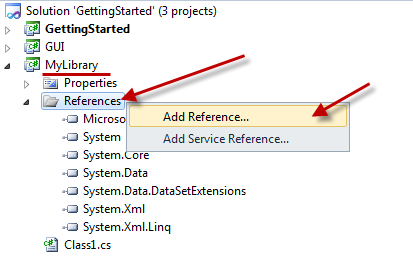 Solution 'GettingStarted' (3 projects)
GettingStarted
GUI
MyLibrary
Properties
References
Add Reference...
Add Service Reference...
Microso
System
System.Core
System.Data
System.Data.DataSetExtensions
System.Xml
System.Xml.Linq
Class1.cs